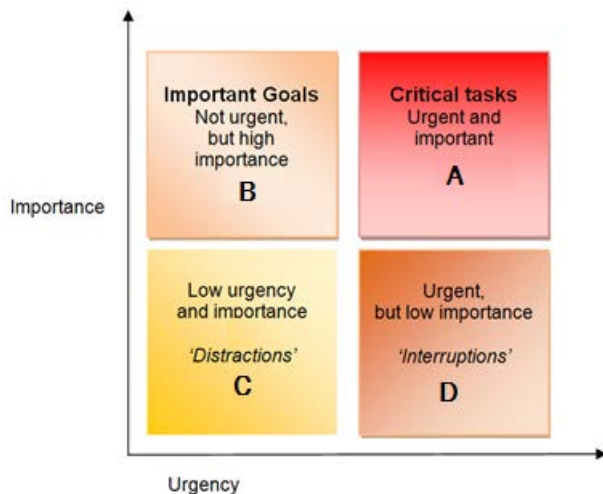 Important Goals
Not urgent,
but high
importance
B
Critical tasks
Urgent and
important
A
Importance
Low urgency
and importance
'Distractions'
C
Urgent,
but low importance
'Interruptions'
D
Urgency